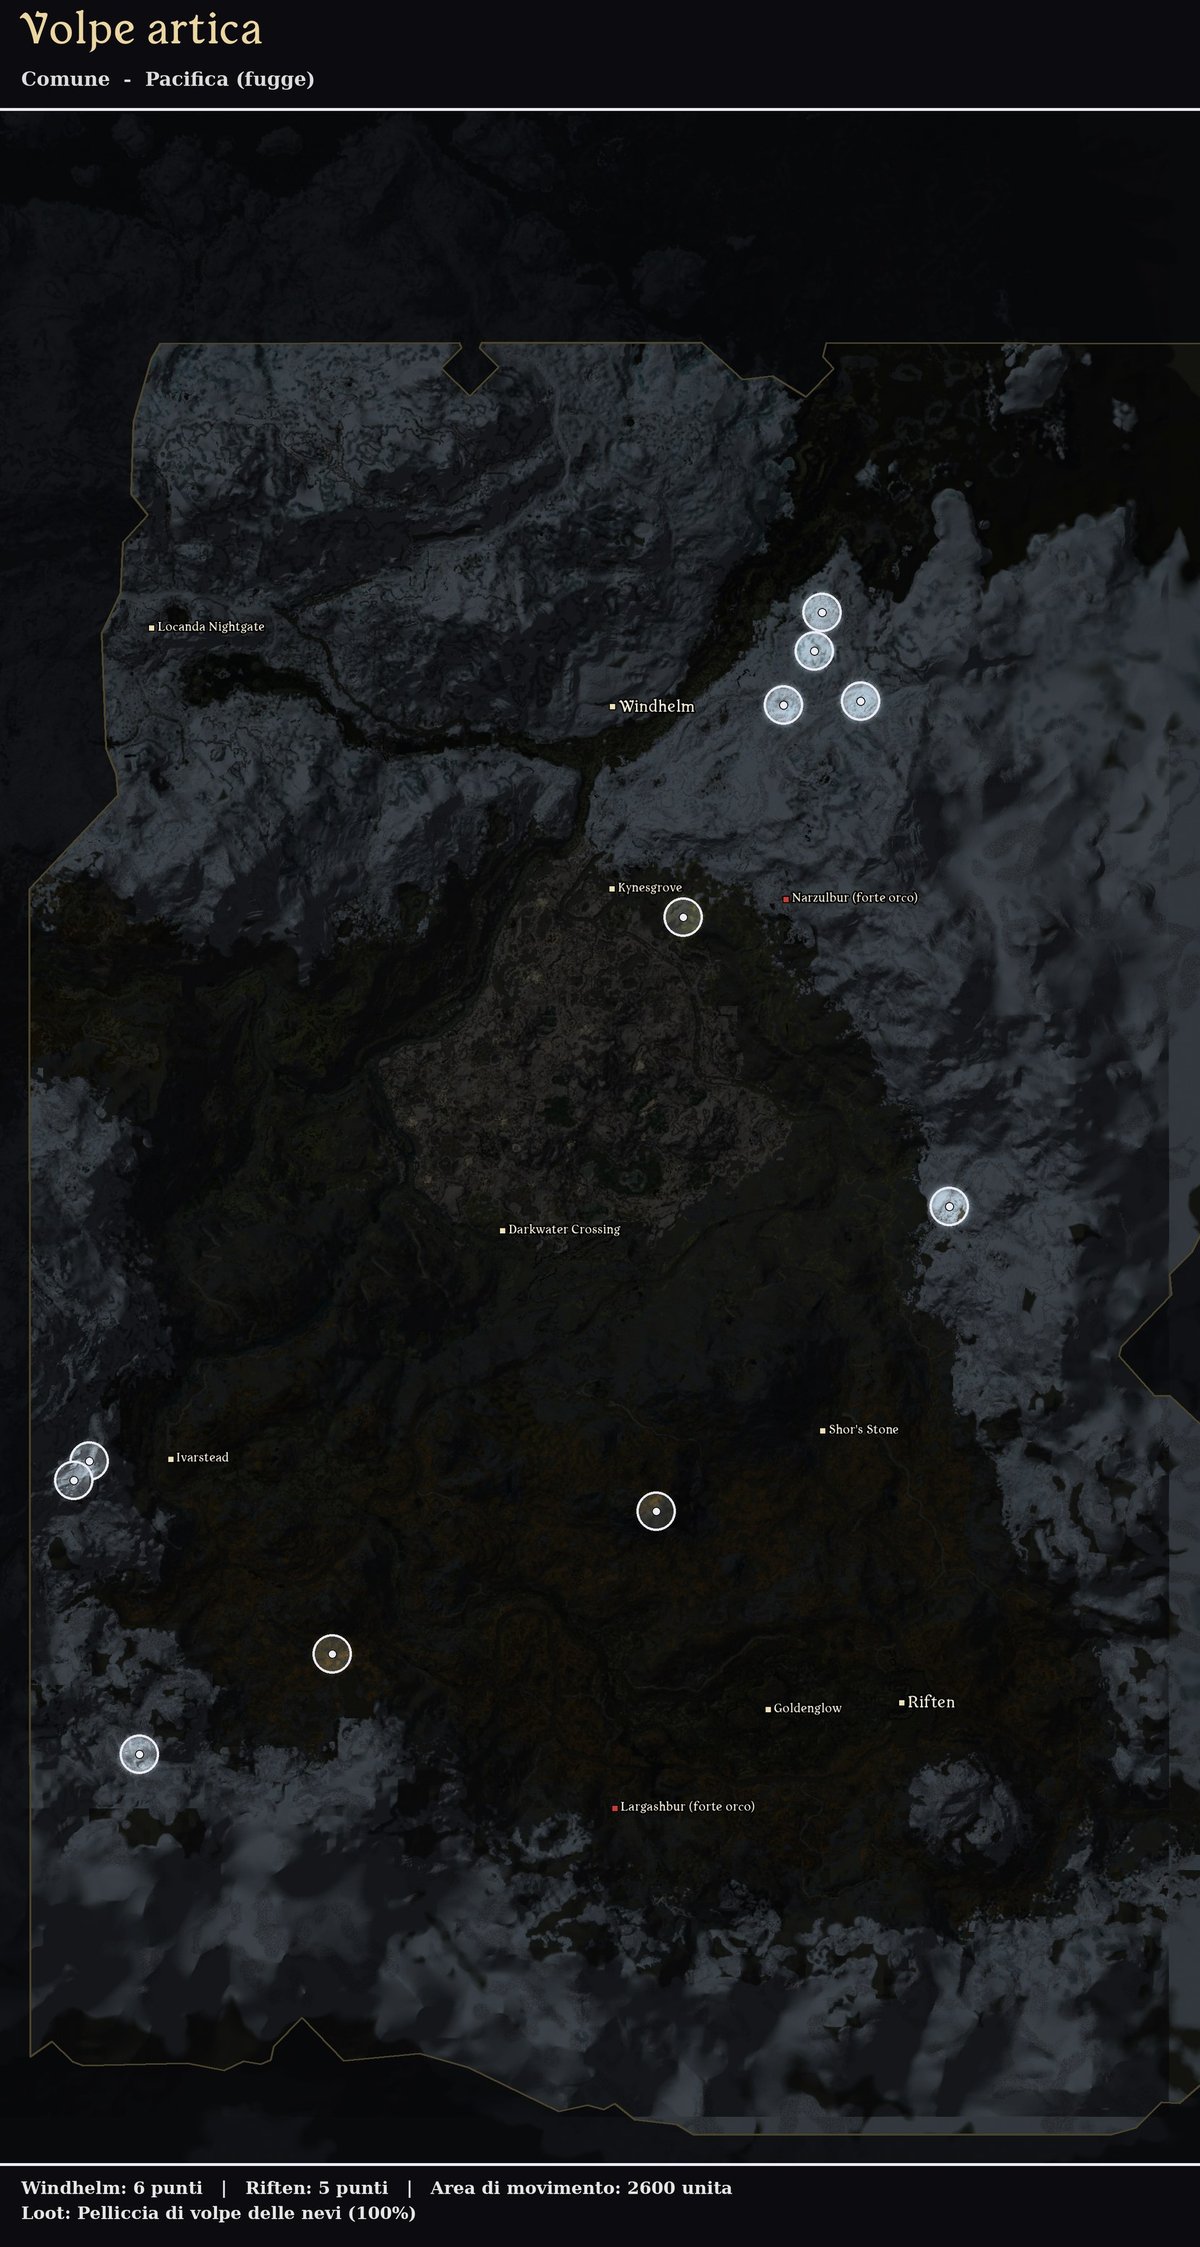 Volpe artica
Comune - Pacifica (fugge)
Locanda Nightgate
Windhelm
Kynesgrove
Narzulbur (forte orco)
Darkwater Crossing
Shor's Stone
Ivarstead
Riften
Goldenglow
Largashbur (forte orco)
Windhelm: 6 punti | Riften: 5 punti | Area di movimento: 2600 unita
Loot: Pelliccia di volpe delle nevi (100%)